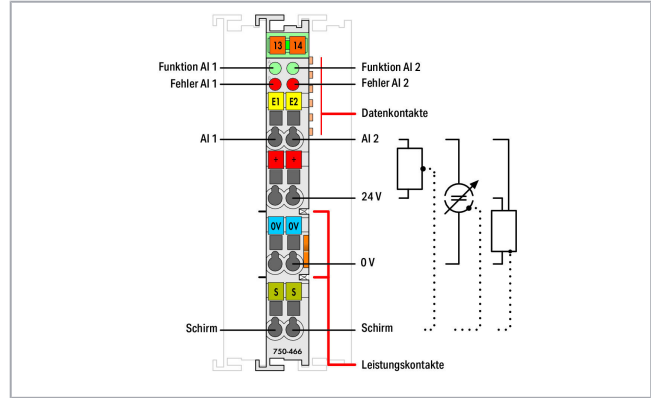 13 14
Funktion AI 1
Funktion AI 2
Fehler AI 1
Fehler AI 2
E1 E2
Datenkontakte
AI 1
AI 2
+ +
24 V
0V 0V
0 V
S S
Schirm
Schirm
750-466
Leistungskontakte